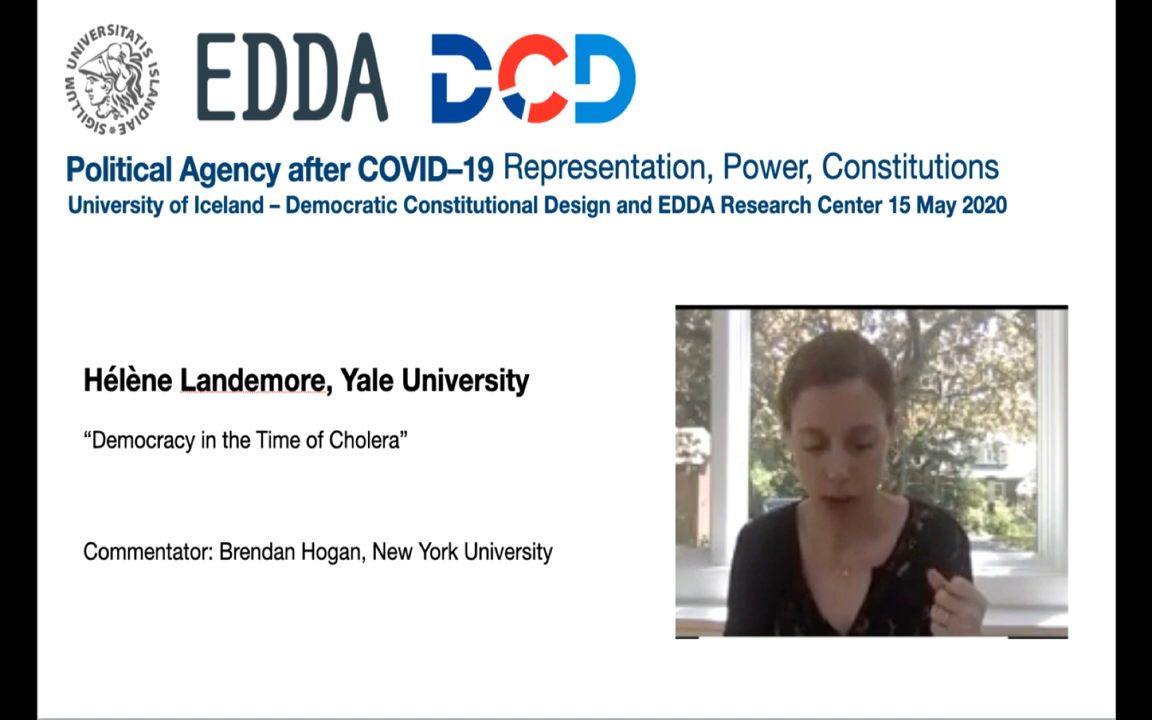 SIGILLUM UNIVERSITATIS ISLANDIAE
EDDA DCD
Political Agency after COVID–19 Representation, Power, Constitutions
University of Iceland – Democratic Constitutional Design and EDDA Research Center 15 May 2020
Hélène Landemore, Yale University
“Democracy in the Time of Cholera”
Commentator: Brendan Hogan, New York University